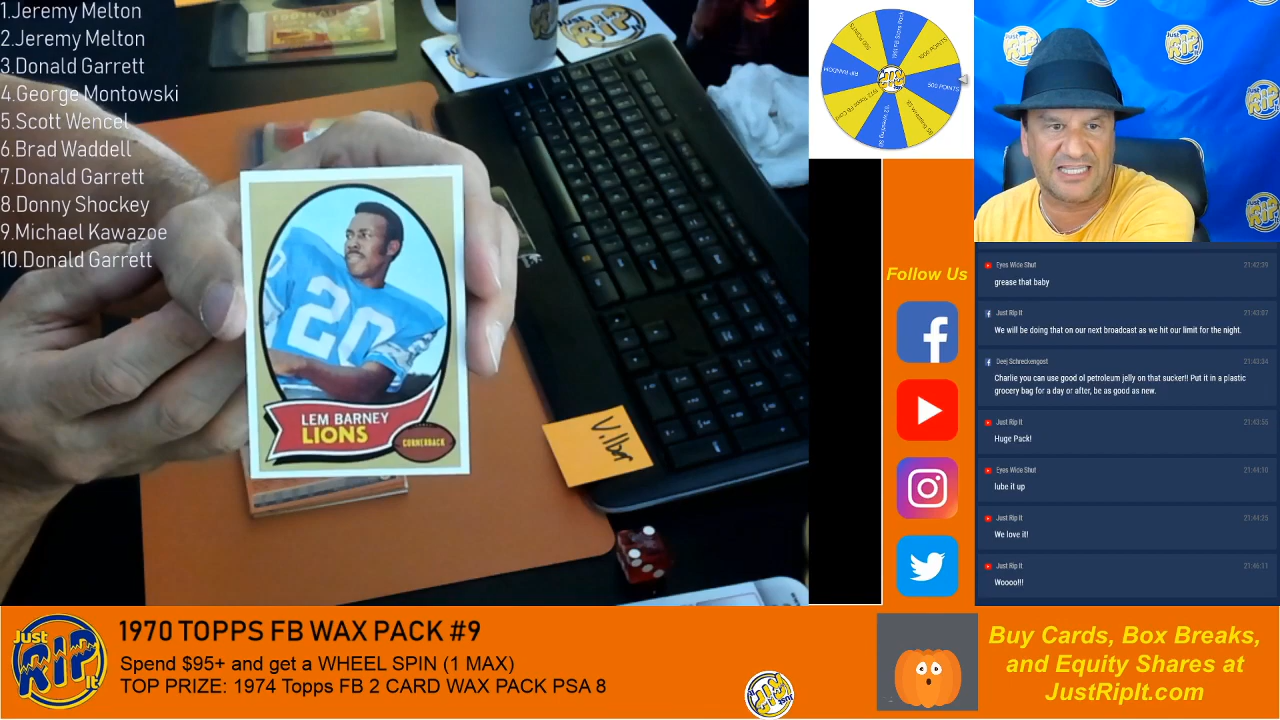 1.Jeremy Melton
2.Jeremy Melton
3.Donald Garrett
4.George Montowski
5.Scott Wencel
6.Brad Waddell
7.Donald Garrett
8.Donny Shockey
9.Michael Kawazoe
10.Donald Garrett
20
LEM BARNEY
LIONS
CORNERBACK
Follow Us
Eyes Wide Shut
grease that baby
Just Rip It
We will be doing that on our next broadcast as we hit our limit for the night.
Deej Schreckengost
Charlie you can use good ol petroleum jelly on that sucker!! Put it in a plastic
grocery bag for a day or after, be as good as new.
Just Rip It
Huge Pack!
Eyes Wide Shut
lube it up
Just Rip It
We love it!
Just Rip It
Woooo!!!
Just
RIP
It
1970 TOPPS FB WAX PACK #9
Spend $95+ and get a WHEEL SPIN (1 MAX)
TOP PRIZE: 1974 Topps FB 2 CARD WAX PACK PSA 8
Buy Cards, Box Breaks,
and Equity Shares at
JustRipIt.com